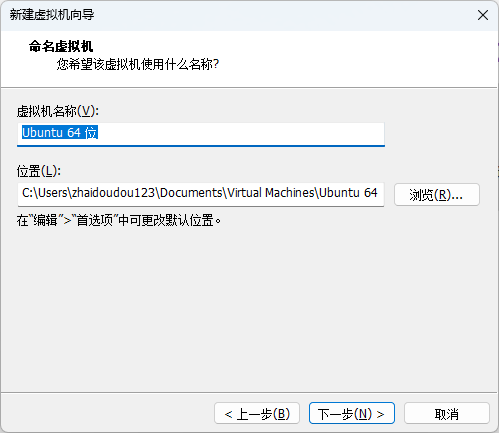 新建虚拟机向导
命名虚拟机
您希望该虚拟机使用什么名称?
虚拟机名称(V):
Ubuntu 64 位
位置(L):
C:\Users\zhaidoudou123\Documents\Virtual Machines\Ubuntu 64
浏览(R)...
在“编辑”>“首选项”中可更改默认位置。
< 上一步(B)
下一步(N) >
取消